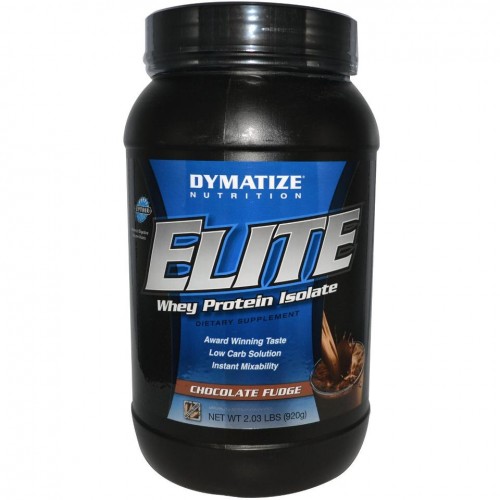 DYMATIZE
NUTRITION
ELITE
Whey Protein Isolate
DIETARY SUPPLEMENT
Award Winning Taste
Low Carb Solution
Instant Mixability
CHOCOLATE FUDGE
NET WT 2.03 LBS (920g)